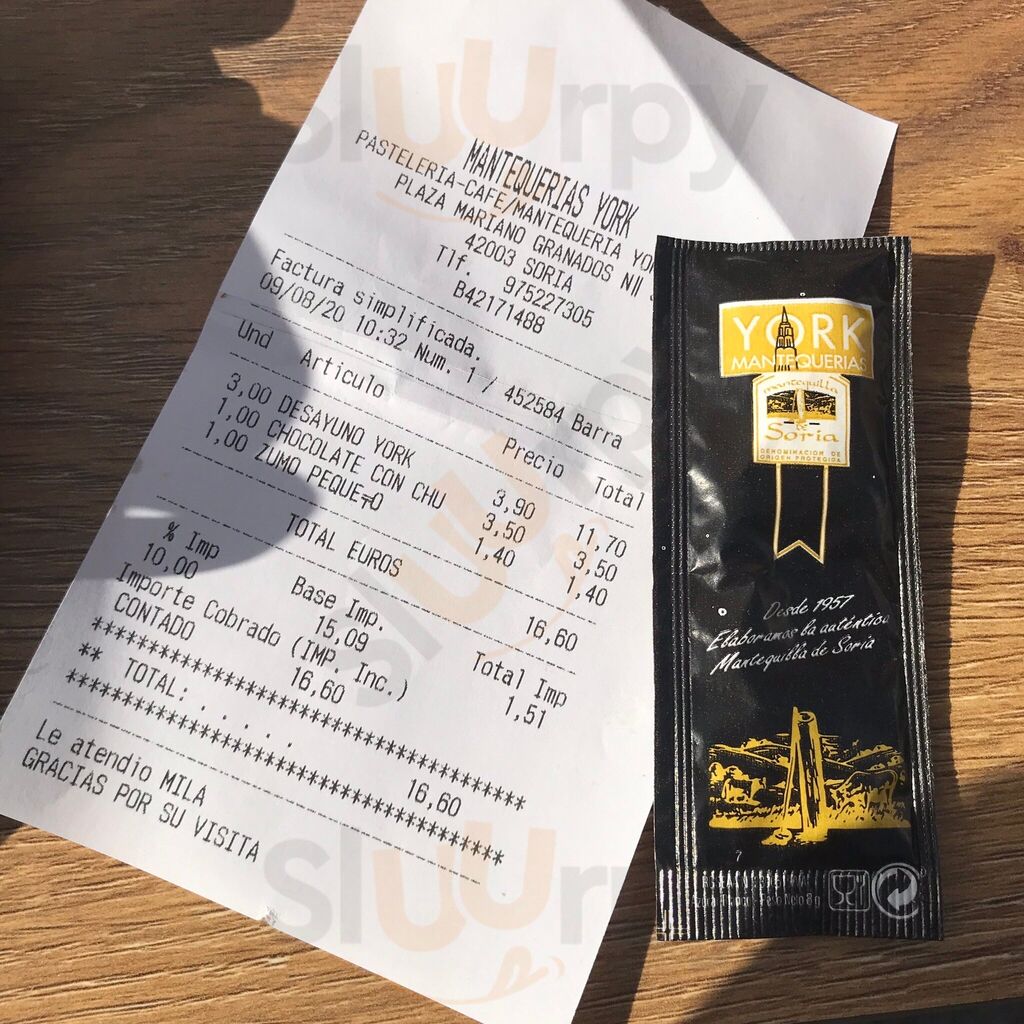 MANTEQUERIAS YORK
PASTELERIA-CAFE/MANTEQUERIA
PLAZA MARIANO GRANADOS
42003 SORIA
Tlf. 975227305
B42171488
Factura simplificada.
09/08/20 10:32 Num. 1 / 452584 Barra
Und Articulo Precio Total
3,00 DESAYUNO YORK 3,90 11,70
1,00 CHOCOLATE CON CHU 3,50 3,50
1,00 ZUMO PEQUE 1,40 1,40
TOTAL EUROS 16,60
% Imp Base Imp. Total Imp
10,00 15,09 1,51
Importe Cobrado (IMP. Inc.)
CONTADO 16,60
*************************************
** TOTAL: . . . . 16,60
*************************************
Le atendio MILA
GRACIAS POR SU VISITA
YORK
MANTEQUERIAS
mantequilla
de
Soria
DENOMINACION DE
ORIGEN PROTEGIDA
Desde 1957
Elaboramos la auténtica
Mantequilla de Soria
7
sluurpy
sluurpy
sluurpy